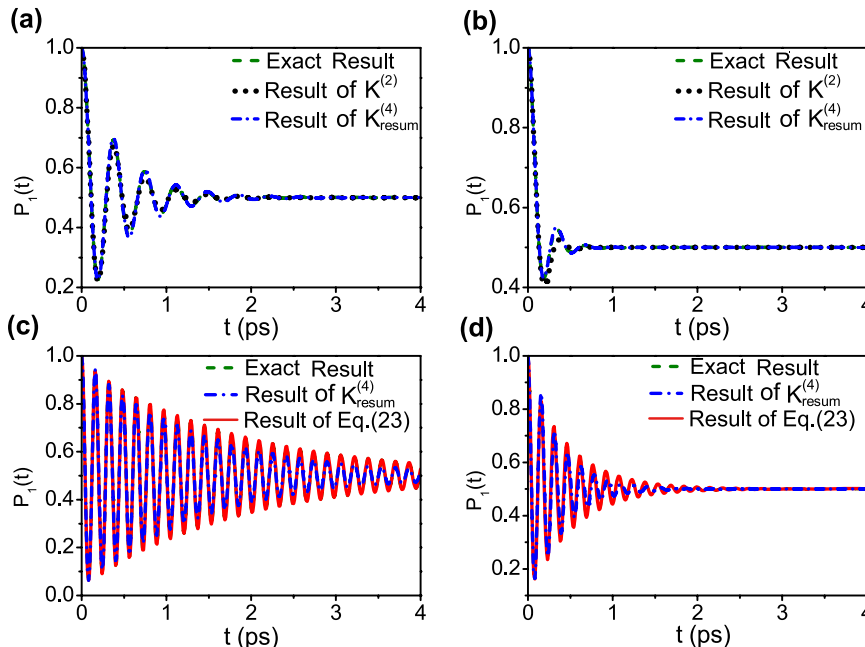 (a)
1.0
0.8
0.6
0.4
0.2
P₁(t)
Exact Result
Result of K⁽²⁾
Result of K⁽⁴⁾resum
0 1 2 3 4
t (ps)
(b)
1.0
0.8
0.6
0.4
P₁(t)
Exact Result
Result of K⁽²⁾
Result of K⁽⁴⁾resum
0 1 2 3 4
t (ps)
(c)
1.0
0.8
0.6
0.4
0.2
0.0
P₁(t)
Exact Result
Result of K⁽⁴⁾resum
Result of Eq.(23)
0 1 2 3 4
t (ps)
(d)
1.0
0.8
0.6
0.4
0.2
P₁(t)
Exact Result
Result of K⁽⁴⁾resum
Result of Eq.(23)
0 1 2 3 4
t (ps)